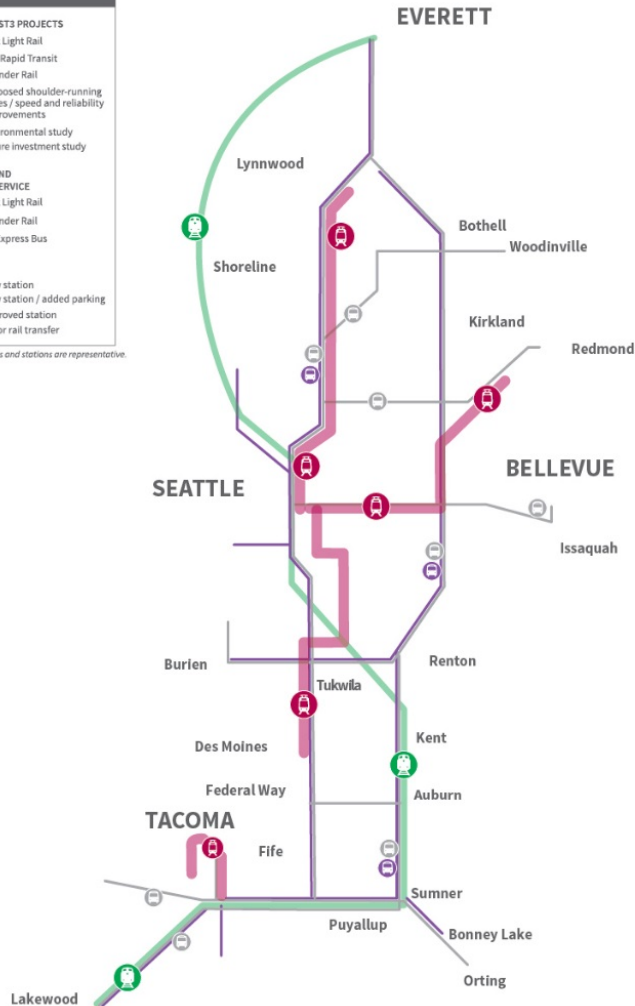 EVERETT
ST3 PROJECTS
Light Rail
Rapid Transit
nder Rail
posed shoulder-running
es / speed and reliability
rovements
ronmental study
re investment study
ND
ERVICE
Light Rail
nder Rail
xpress Bus
station
station / added parking
roved station
or rail transfer
s and stations are representative.
Lynnwood
Bothell
Woodinville
Shoreline
Kirkland
Redmond
BELLEVUE
SEATTLE
Issaquah
Burien
Renton
Tukwila
Kent
Des Moines
Federal Way
Auburn
TACOMA
Fife
Sumner
Puyallup
Bonney Lake
Orting
Lakewood